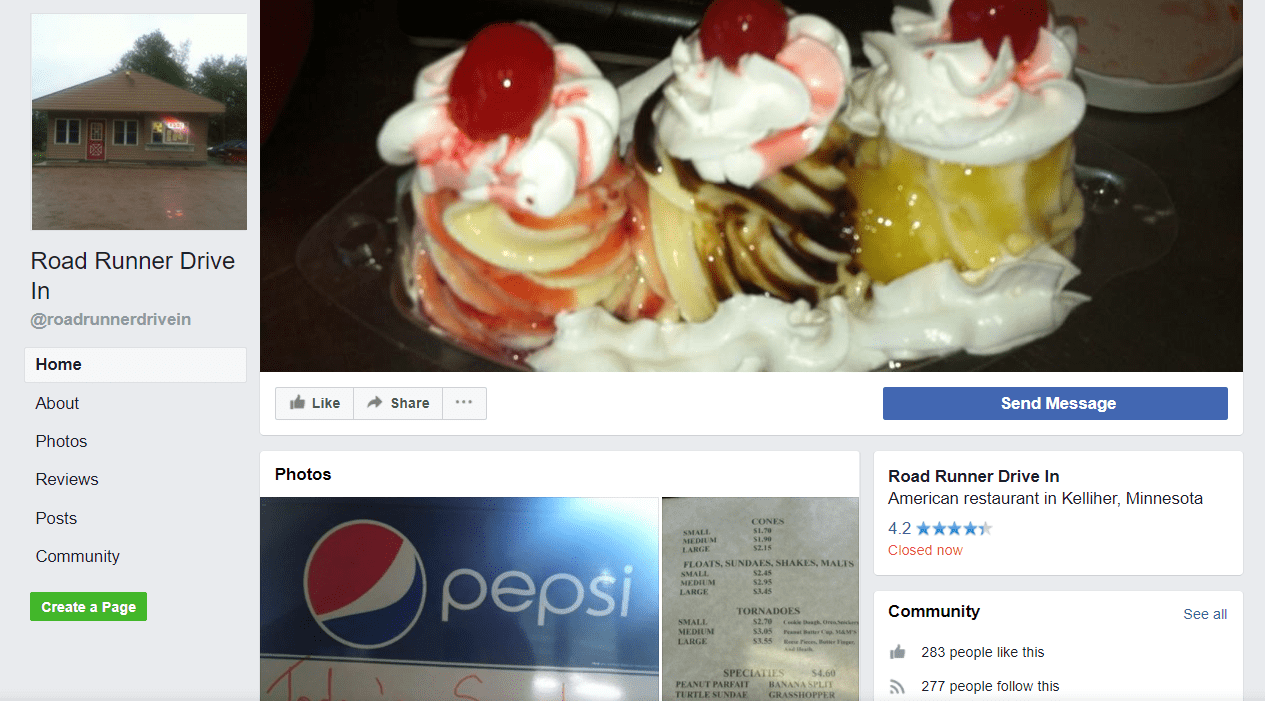 Road Runner Drive
In
@roadrunnerdrivein
Home
About
Photos
Reviews
Posts
Community
Create a Page
Like Share ...
Send Message
Photos
pepsi
CONES
SMALL $1.70
MEDIUM $1.90
LARGE $2.15
FLOATS, SUNDAES, SHAKES, MALTS
SMALL $2.45
MEDIUM $2.95
LARGE $3.45
TORNADOES
SMALL $2.70 Cookie Dough, Oreo, Snickers
MEDIUM $3.05 Peanut Butter Cup, M&M'S
LARGE $3.55 Reese Pieces, Butter Finger,
And Heath.
SPECIATIES $4.60
PEANUT PARFAIT BANANA SPLIT
TURTLE SUNDAE GRASSHOPPER
Road Runner Drive In
American restaurant in Kelliher, Minnesota
4.2
Closed now
Community See all
283 people like this
277 people follow this